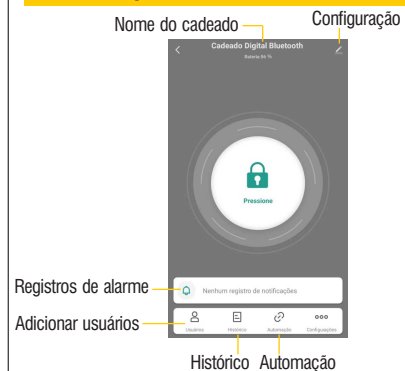 Nome do cadeado
Configuração
Cadeado Digital Bluetooth
Bateria 96 %
Pressione
Registros de alarme
Nenhum registro de notificações
Adicionar usuários
Usuários Histórico Automação Configurações
Histórico Automação